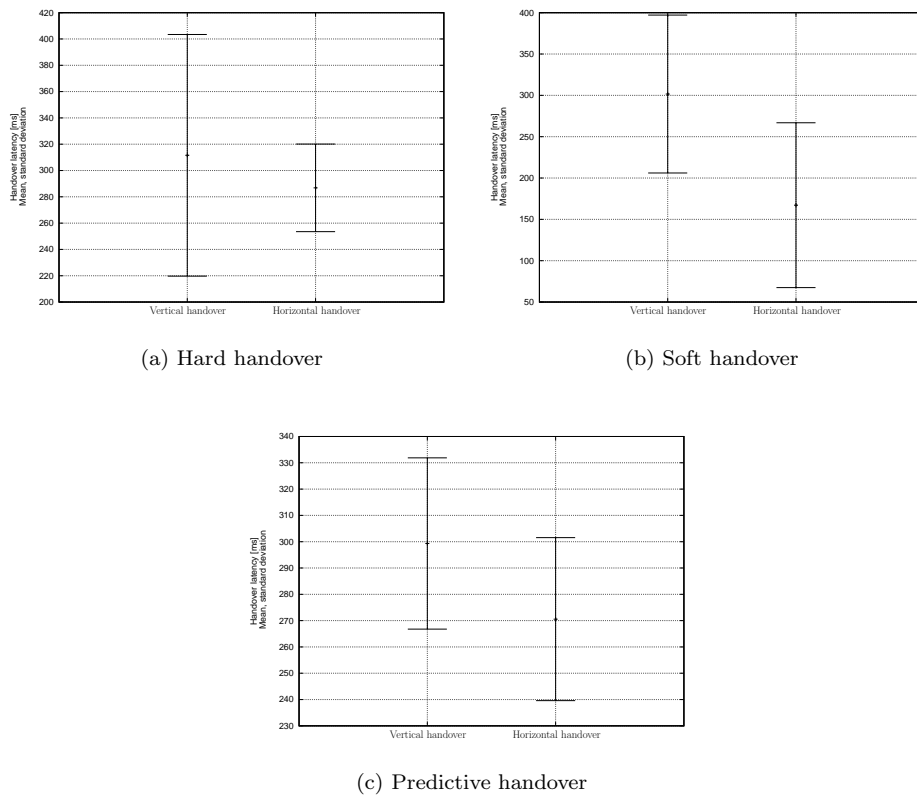 420
400
380
360
340
320
300
280
260
240
220
200
Handover latency [ms]
Mean, standard deviation
Vertical handover
Horizontal handover
(a) Hard handover
400
350
300
250
200
150
100
50
Handover latency [ms]
Mean, standard deviation
Vertical handover
Horizontal handover
(b) Soft handover
340
330
320
310
300
290
280
270
260
250
240
230
Handover latency [ms]
Mean, standard deviation
Vertical handover
Horizontal handover
(c) Predictive handover